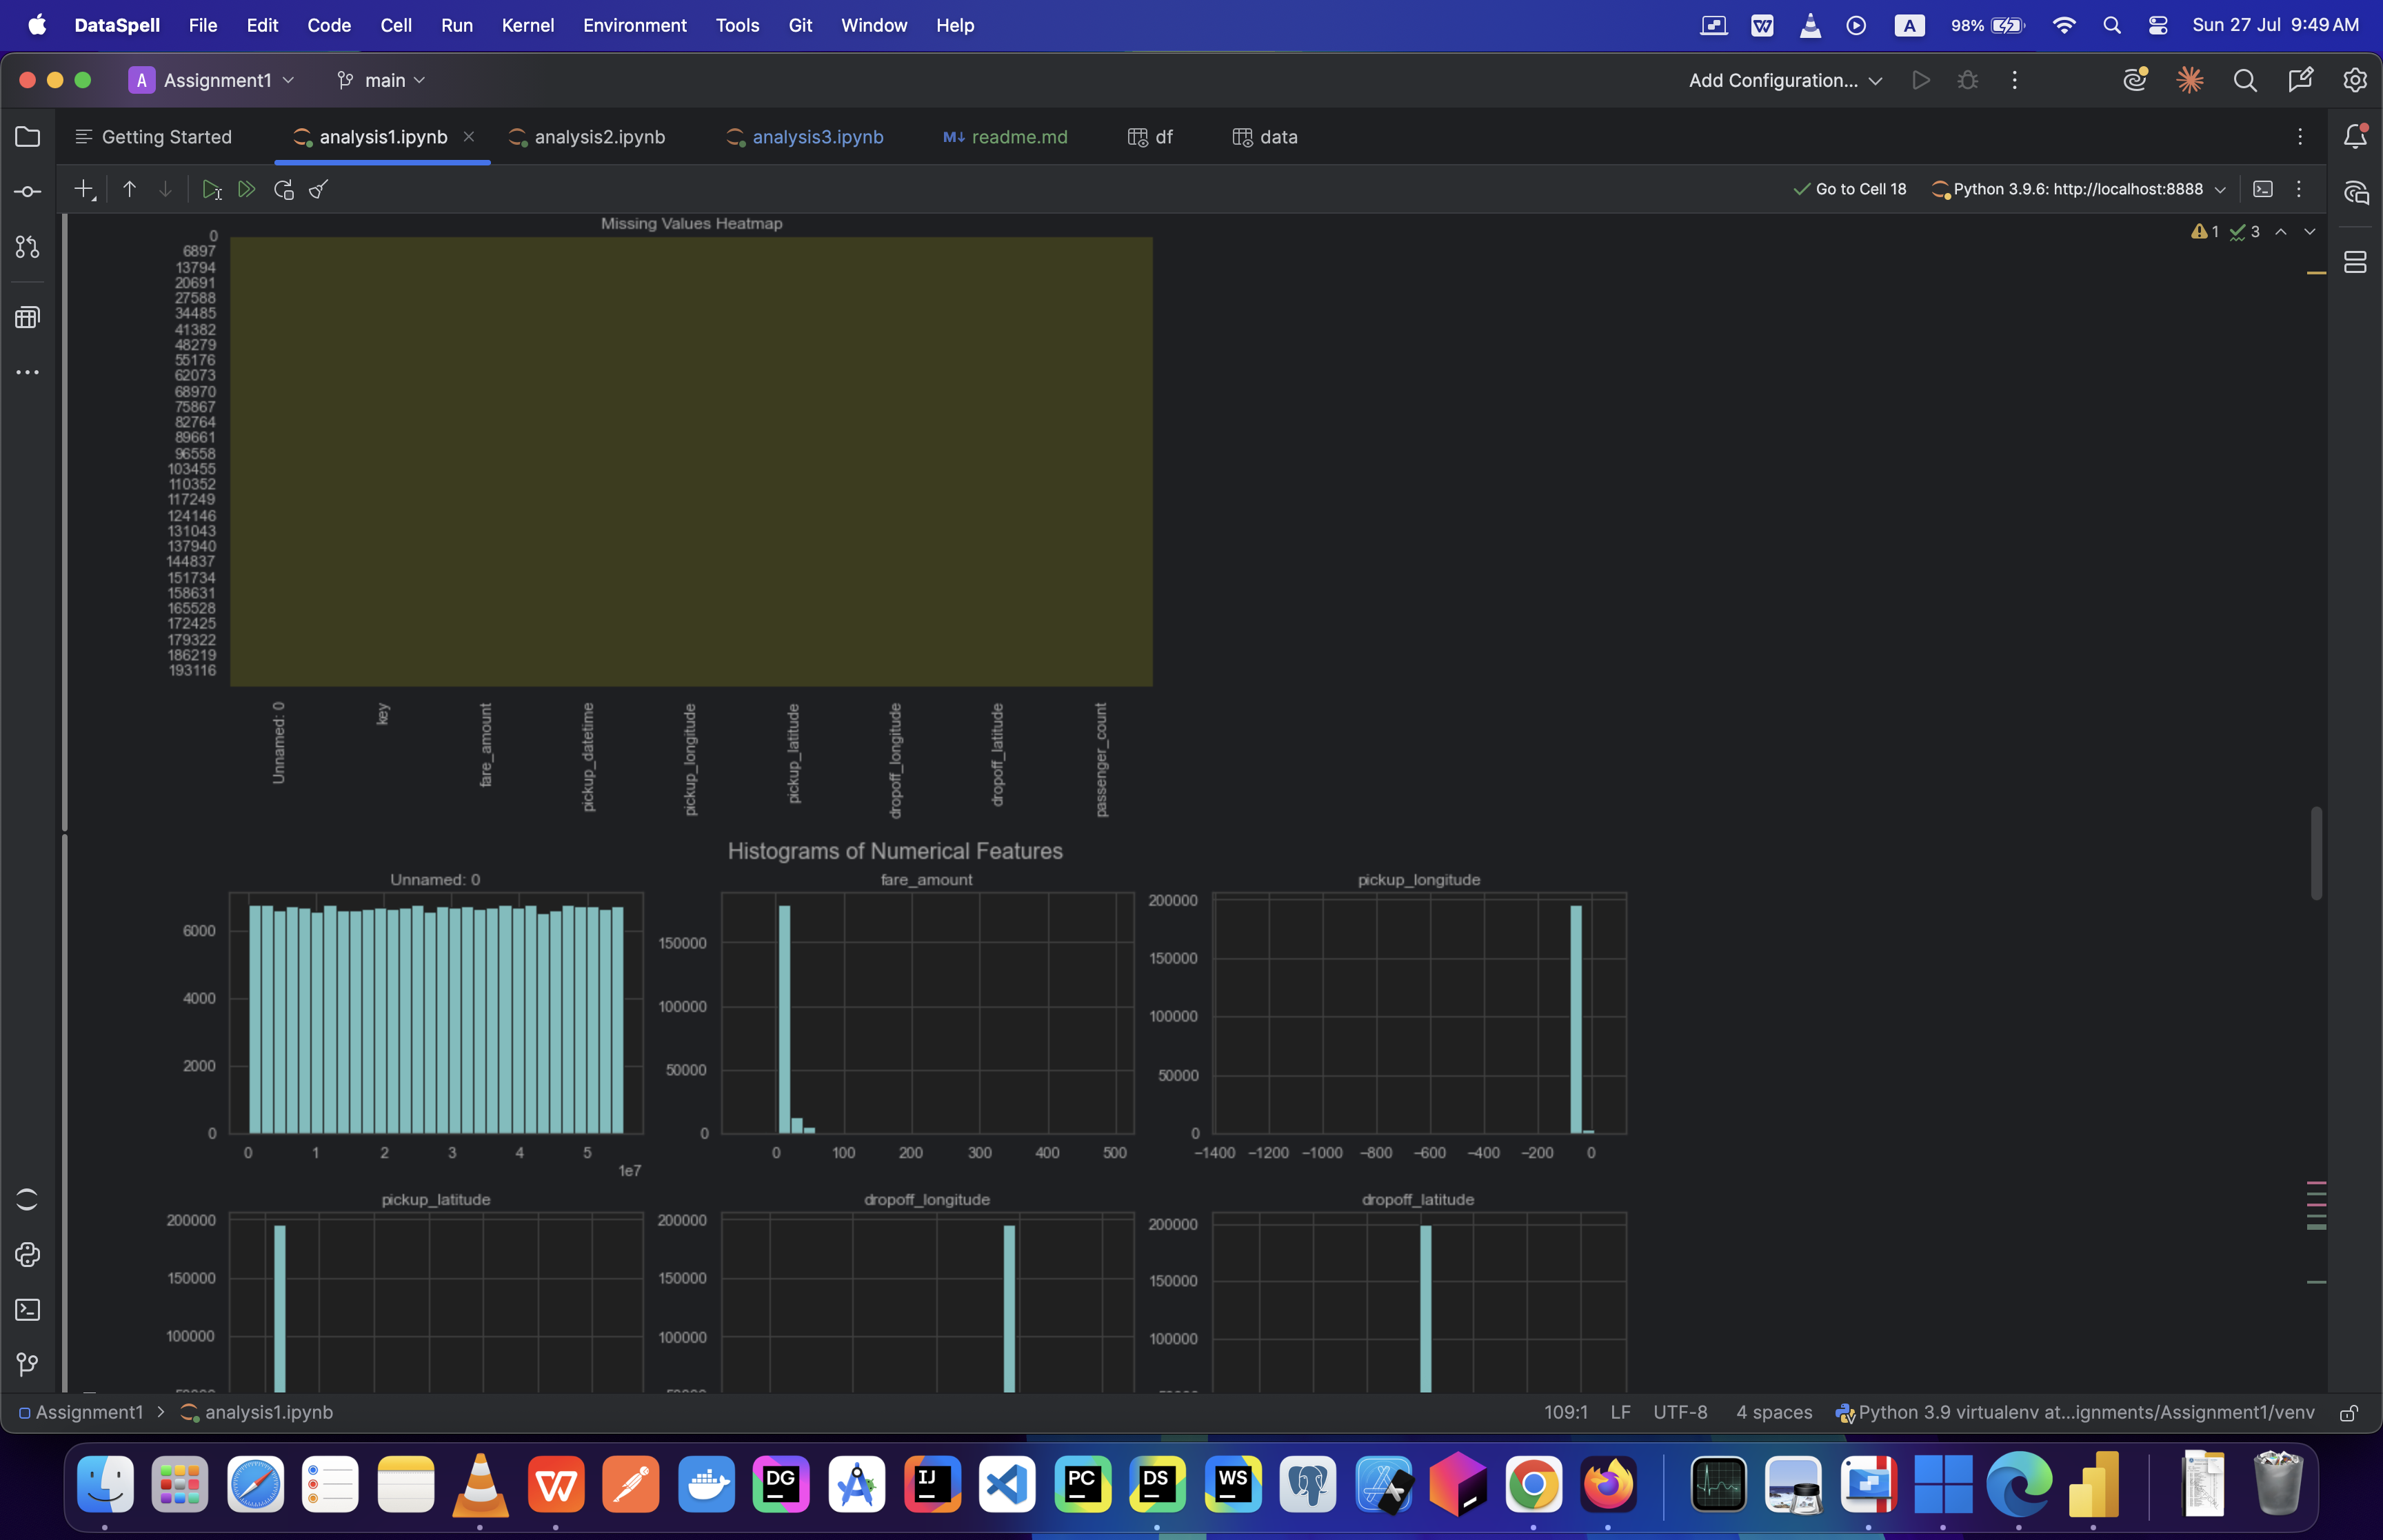 DataSpell File Edit Code Cell Run Kernel Environment Tools Git Window Help A 98% Sun 27 Jul 9:49 AM
A Assignment1 main Add Configuration...
Getting Started analysis1.ipynb analysis2.ipynb analysis3.ipynb M↓ readme.md df data
Go to Cell 18 Python 3.9.6: http://localhost:8888
1 3
Missing Values Heatmap
0
6897
13794
20691
27588
34485
41382
48279
55176
62073
68970
75867
82764
89661
96558
103455
110352
117249
124146
131043
137940
144837
151734
158631
165528
172425
179322
186219
193116
Unnamed: 0 key fare_amount pickup_datetime pickup_longitude pickup_latitude dropoff_longitude dropoff_latitude passenger_count
Histograms of Numerical Features
Unnamed: 0
6000
4000
2000
0
0 1 2 3 4 5
1e7
fare_amount
150000
100000
50000
0
0 100 200 300 400 500
pickup_longitude
200000
150000
100000
50000
0
−1400 −1200 −1000 −800 −600 −400 −200 0
pickup_latitude
200000
150000
100000
dropoff_longitude
200000
150000
100000
dropoff_latitude
200000
150000
100000
Assignment1 > analysis1.ipynb 109:1 LF UTF-8 4 spaces Python 3.9 virtualenv at...ignments/Assignment1/venv
W DG IJ PC DS WS